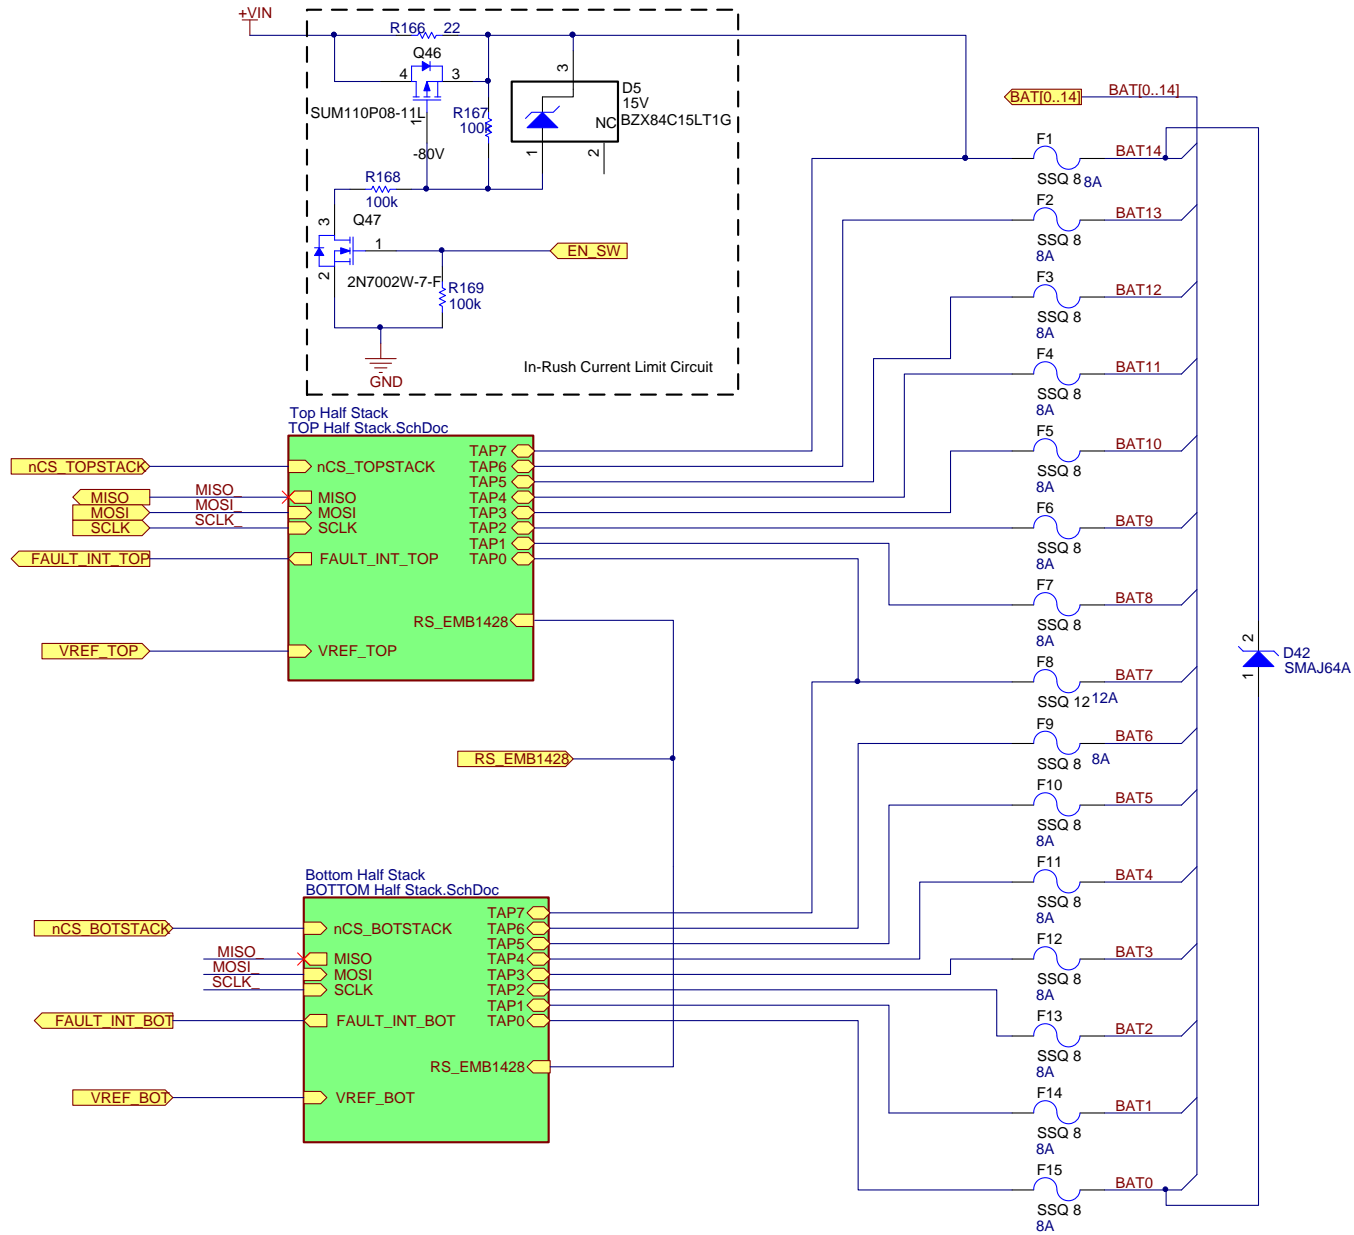 +VIN
R166 22
Q46
4 3
SUM110P08-11L
1
-80V
R167
100k
3
D5
15V
BZX84C15LT1G
NC
1
2
R168
100k
Q47
3
1
2
2N7002W-7-F
EN_SW
R169
100k
GND
In-Rush Current Limit Circuit
BAT[0..14] BAT[0..14]
F1
BAT14
SSQ 8 8A
F2
BAT13
SSQ 8
8A
F3
BAT12
SSQ 8
8A
F4
BAT11
SSQ 8
8A
F5
BAT10
SSQ 8
8A
F6
BAT9
SSQ 8
8A
F7
BAT8
SSQ 8
8A
F8
BAT7
SSQ 12 12A
F9
BAT6
SSQ 8 8A
F10
BAT5
SSQ 8
8A
F11
BAT4
SSQ 8
8A
F12
BAT3
SSQ 8
8A
F13
BAT2
SSQ 8
8A
F14
BAT1
SSQ 8
8A
F15
BAT0
SSQ 8
8A
2
D42
SMAJ64A
1
Top Half Stack
TOP Half Stack.SchDoc
nCS_TOPSTACK
MISO
MOSI
SCLK
FAULT_INT_TOP
VREF_TOP
MISO_
MOSI_
SCLK_
nCS_TOPSTACK
MISO
MOSI
SCLK
FAULT_INT_TOP
VREF_TOP
TAP7
TAP6
TAP5
TAP4
TAP3
TAP2
TAP1
TAP0
RS_EMB1428
RS_EMB1428
Bottom Half Stack
BOTTOM Half Stack.SchDoc
nCS_BOTSTACK
MISO_
MOSI_
SCLK_
FAULT_INT_BOT
VREF_BOT
nCS_BOTSTACK
MISO
MOSI
SCLK
FAULT_INT_BOT
VREF_BOT
TAP7
TAP6
TAP5
TAP4
TAP3
TAP2
TAP1
TAP0
RS_EMB1428